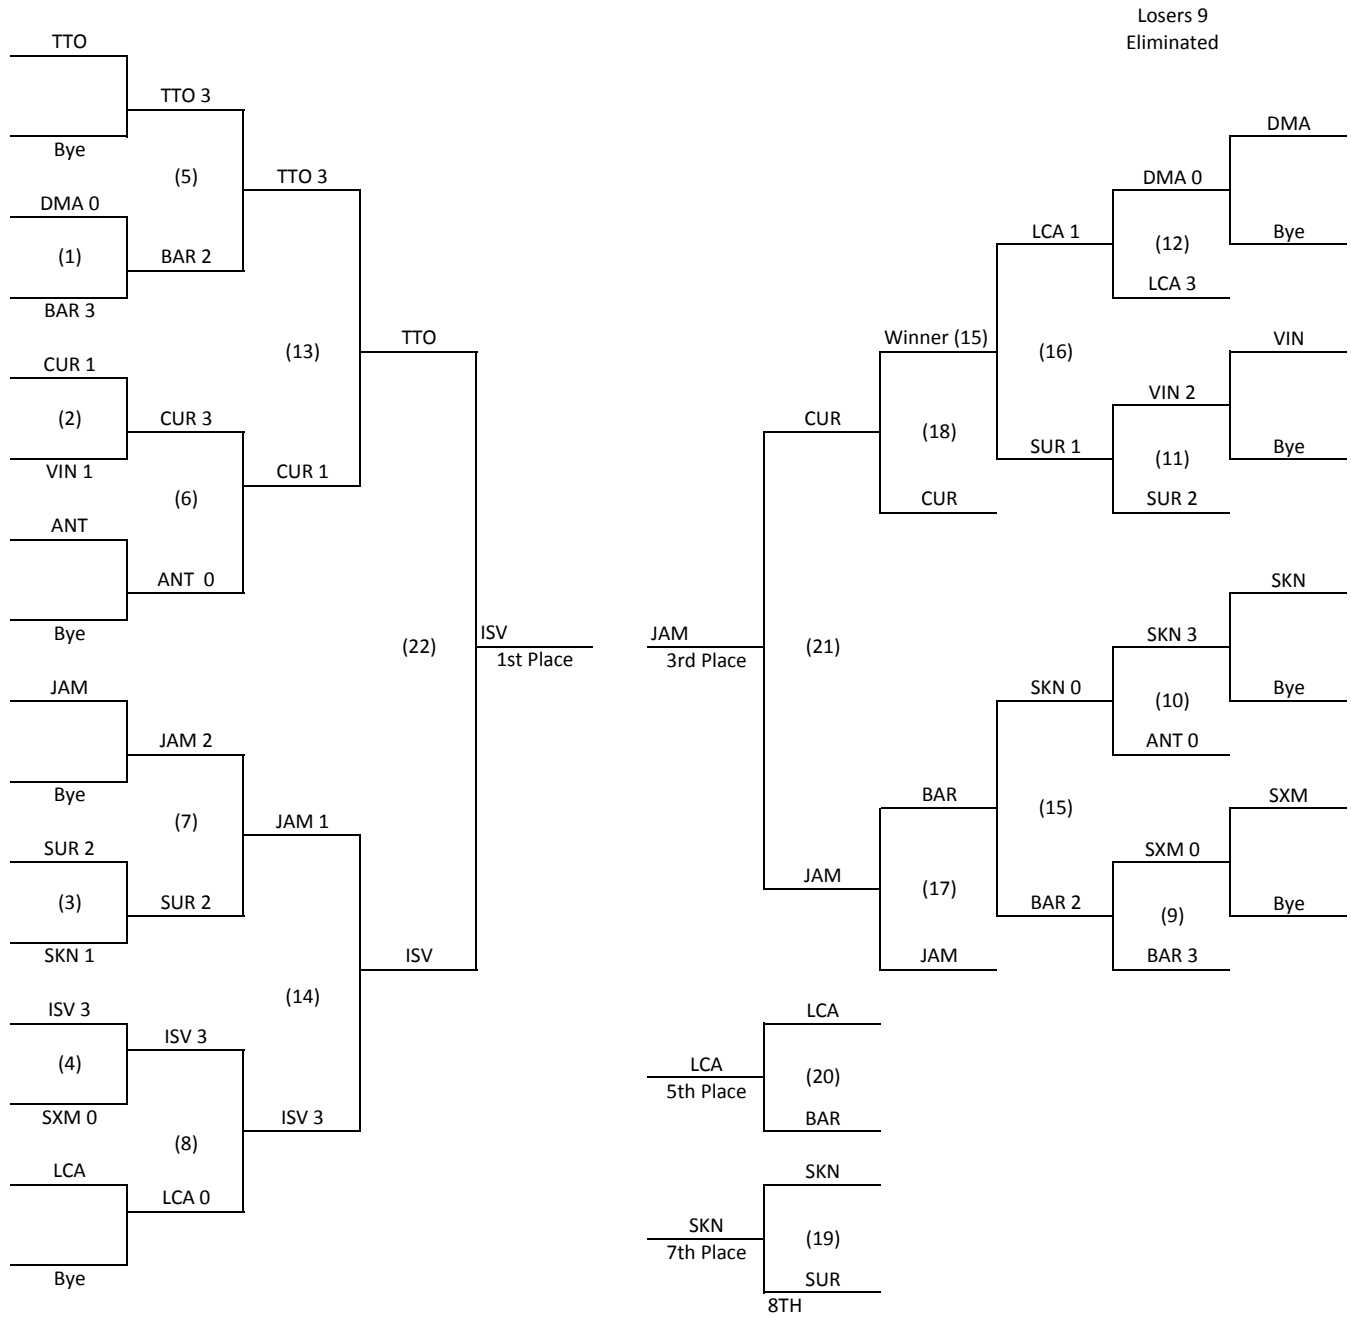 Losers 9
Eliminated
TTO
TTO 3
Bye
(5)
TTO 3
DMA 0
(1)
BAR 2
BAR 3
(13)
TTO
CUR 1
(2)
CUR 3
VIN 1
(6)
CUR 1
ANT
ANT 0
Bye
(22)
ISV
1st Place
JAM
JAM 2
Bye
(7)
JAM 1
SUR 2
(3)
SUR 2
SKN 1
ISV
(14)
ISV 3
ISV 3
(4)
SXM 0
ISV 3
(8)
LCA
LCA 0
Bye
DMA
DMA 0
Bye
LCA 1
(12)
LCA 3
Winner (15)
(16)
VIN
VIN 2
CUR
(18)
SUR 1
(11)
Bye
CUR
SUR 2
SKN
SKN 3
JAM
3rd Place
(21)
SKN 0
(10)
Bye
ANT 0
BAR
(15)
SXM
SXM 0
JAM
(17)
BAR 2
(9)
Bye
JAM
BAR 3
LCA
LCA
5th Place
(20)
BAR
SKN
SKN
7th Place
(19)
SUR
8TH